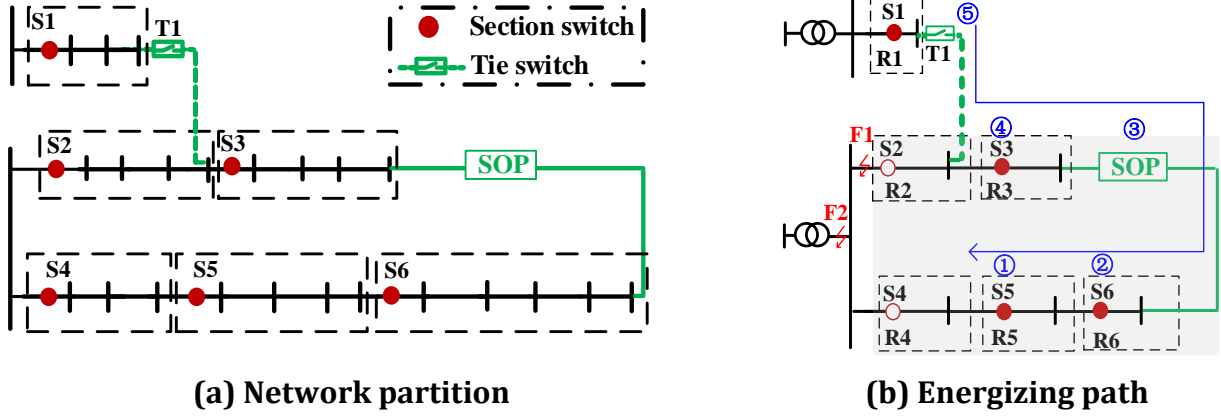 S1
T1
Section switch
Tie switch
S2
S3
SOP
S4
S5
S6
(a) Network partition
S1
⑤
R1
T1
F1
S2
④
S3
③
SOP
R2
R3
F2
①
②
S4
S5
S6
R4
R5
R6
(b) Energizing path